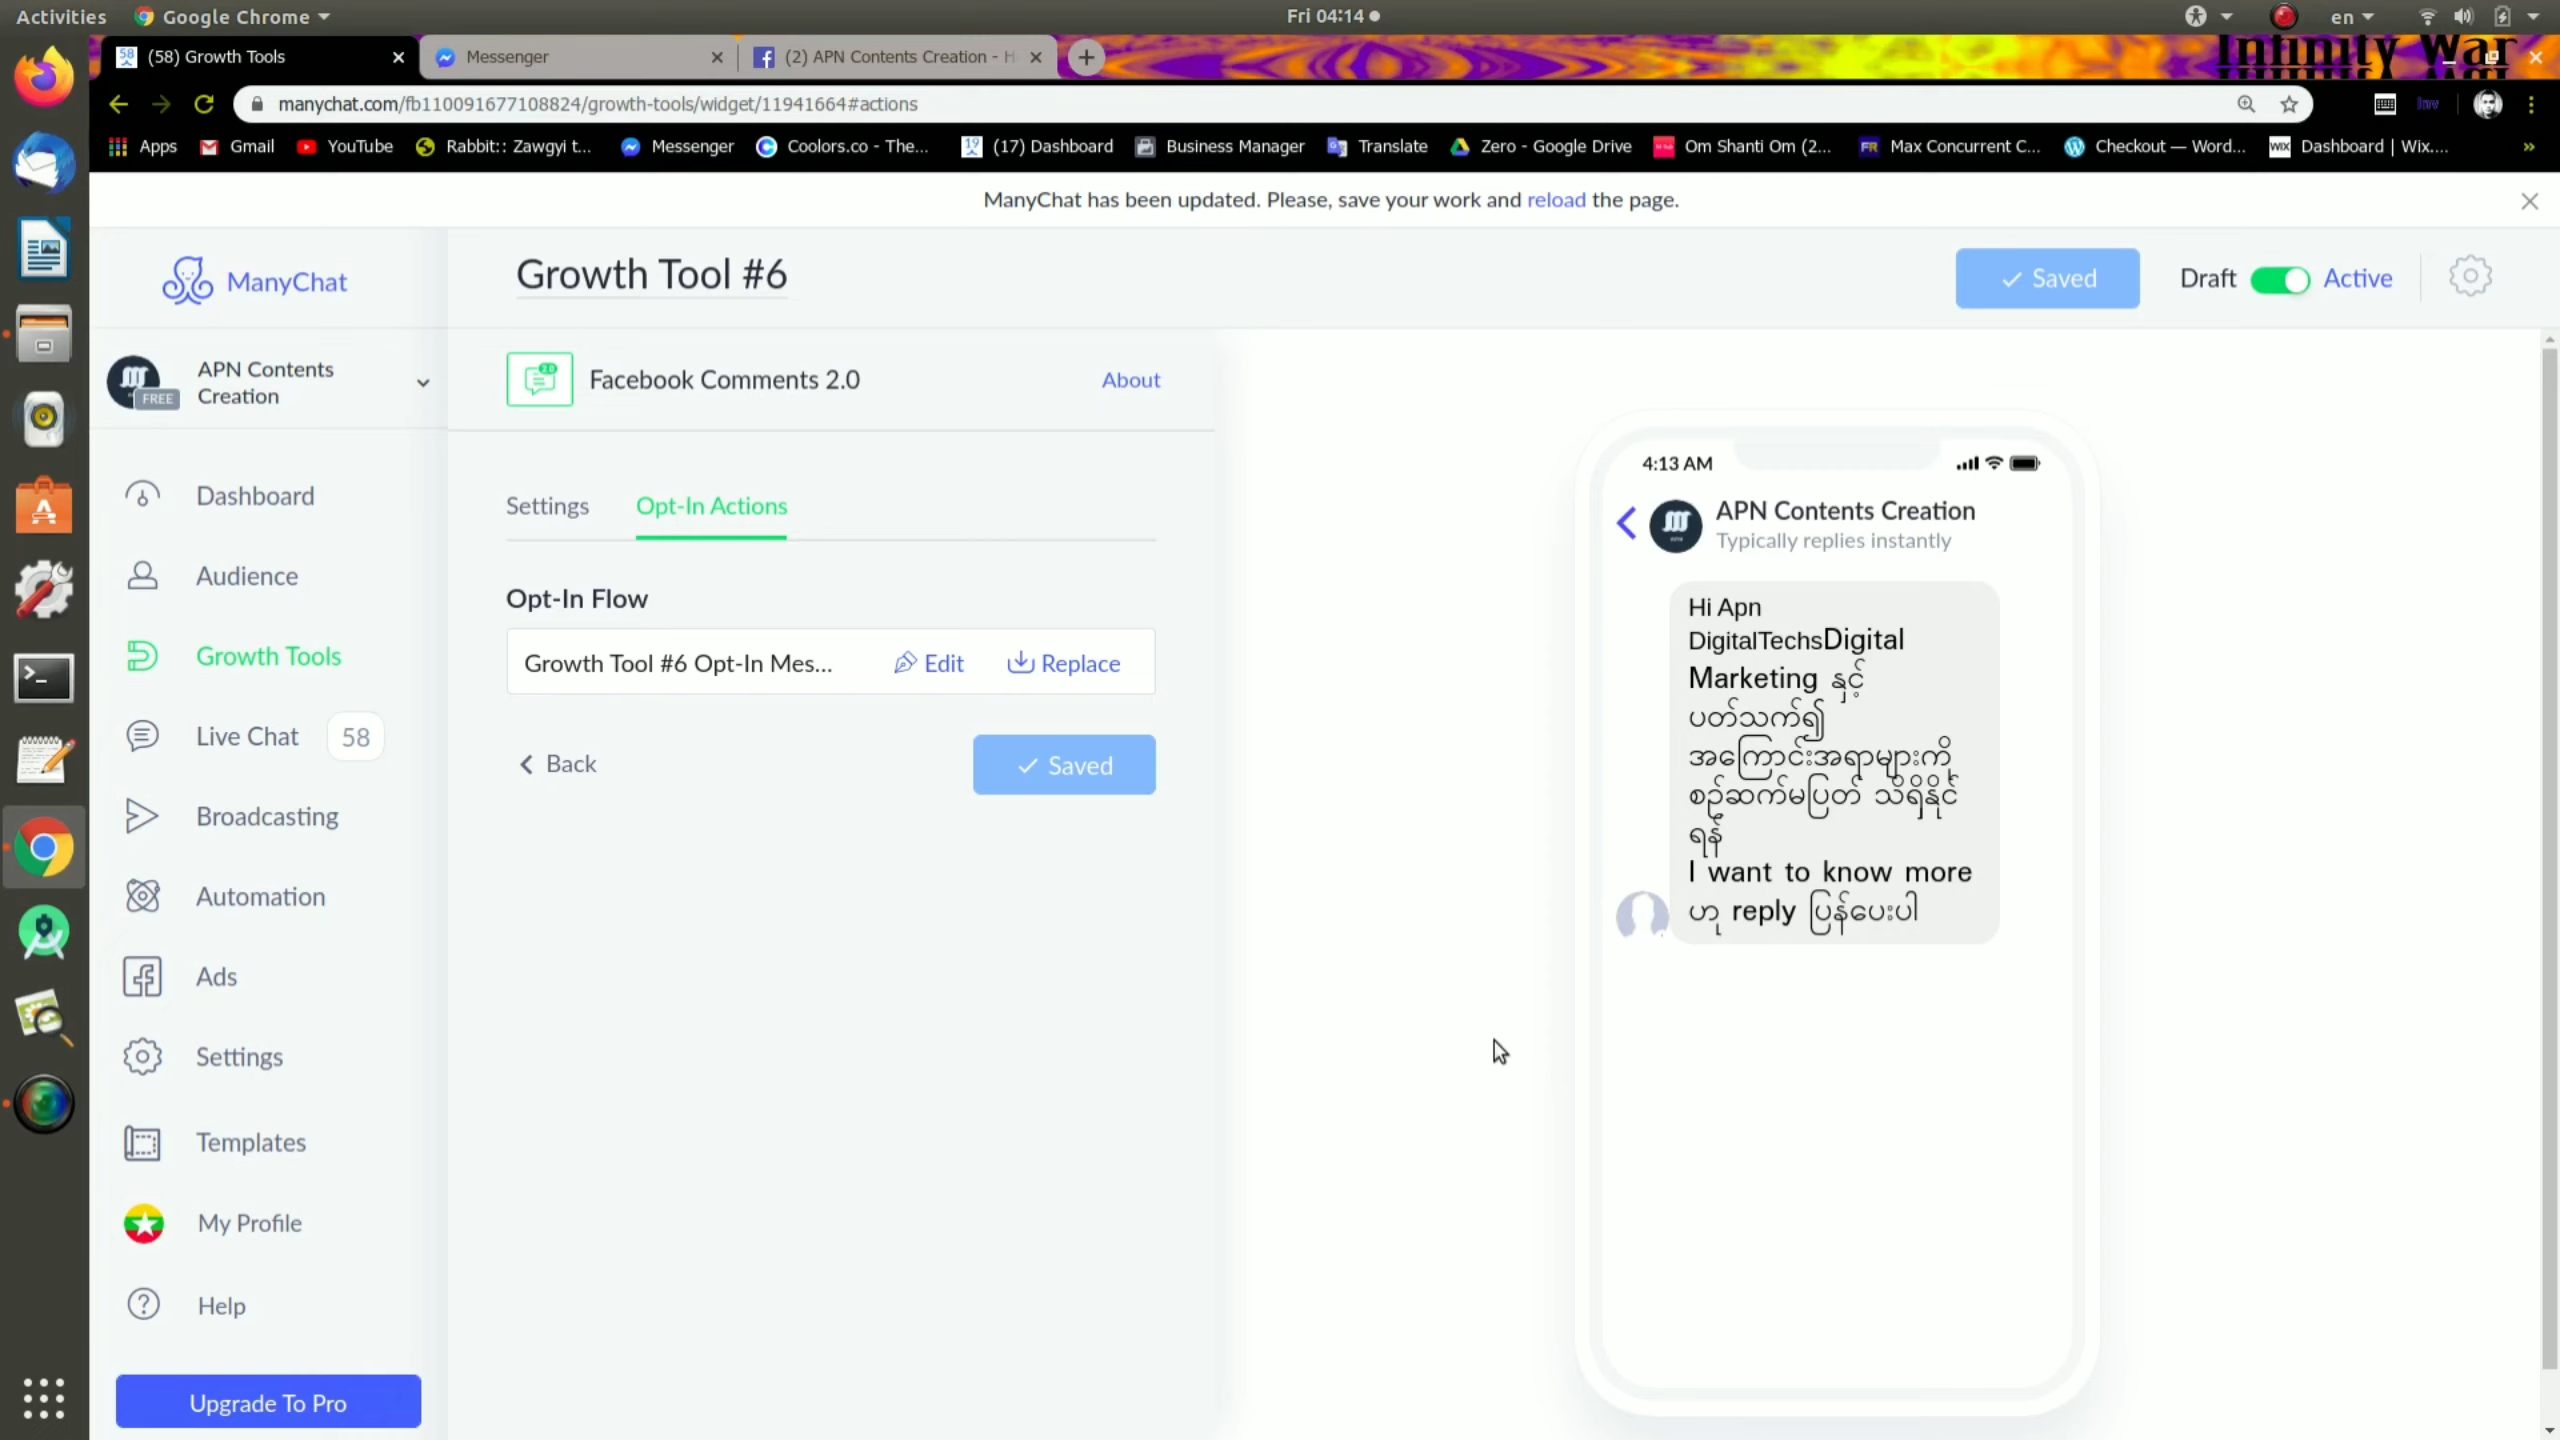 Activities
Google Chrome
Fri 04:14
en
(58) Growth Tools
Messenger
(2) APN Contents Creation - H
Infinity War
manychat.com/fb110091677108824/growth-tools/widget/11941664#actions
Inv
Apps
Gmail
YouTube
Rabbit:: Zawgyi t...
Messenger
Coolors.co - The...
(17) Dashboard
Business Manager
Translate
Zero - Google Drive
Om Shanti Om (2...
Max Concurrent C...
Checkout — Word...
Dashboard | Wix....
ManyChat has been updated. Please, save your work and reload the page.
ManyChat
Growth Tool #6
Saved
Draft
Active
APN Contents
Creation
FREE
Facebook Comments 2.0
About
Dashboard
Audience
Growth Tools
Live Chat
58
Broadcasting
Automation
Ads
Settings
Templates
My Profile
Help
Upgrade To Pro
Settings
Opt-In Actions
Opt-In Flow
Growth Tool #6 Opt-In Mes...
Edit
Replace
Back
Saved
4:13 AM
APN Contents Creation
Typically replies instantly
Hi Apn
DigitalTechsDigital
Marketing နှင့်
ပတ်သက်၍
အကြောင်းအရာများကို
စဉ်ဆက်မပြတ် သိရှိနိုင်
ရန်
I want to know more
ဟု reply ပြန်ပေးပါ